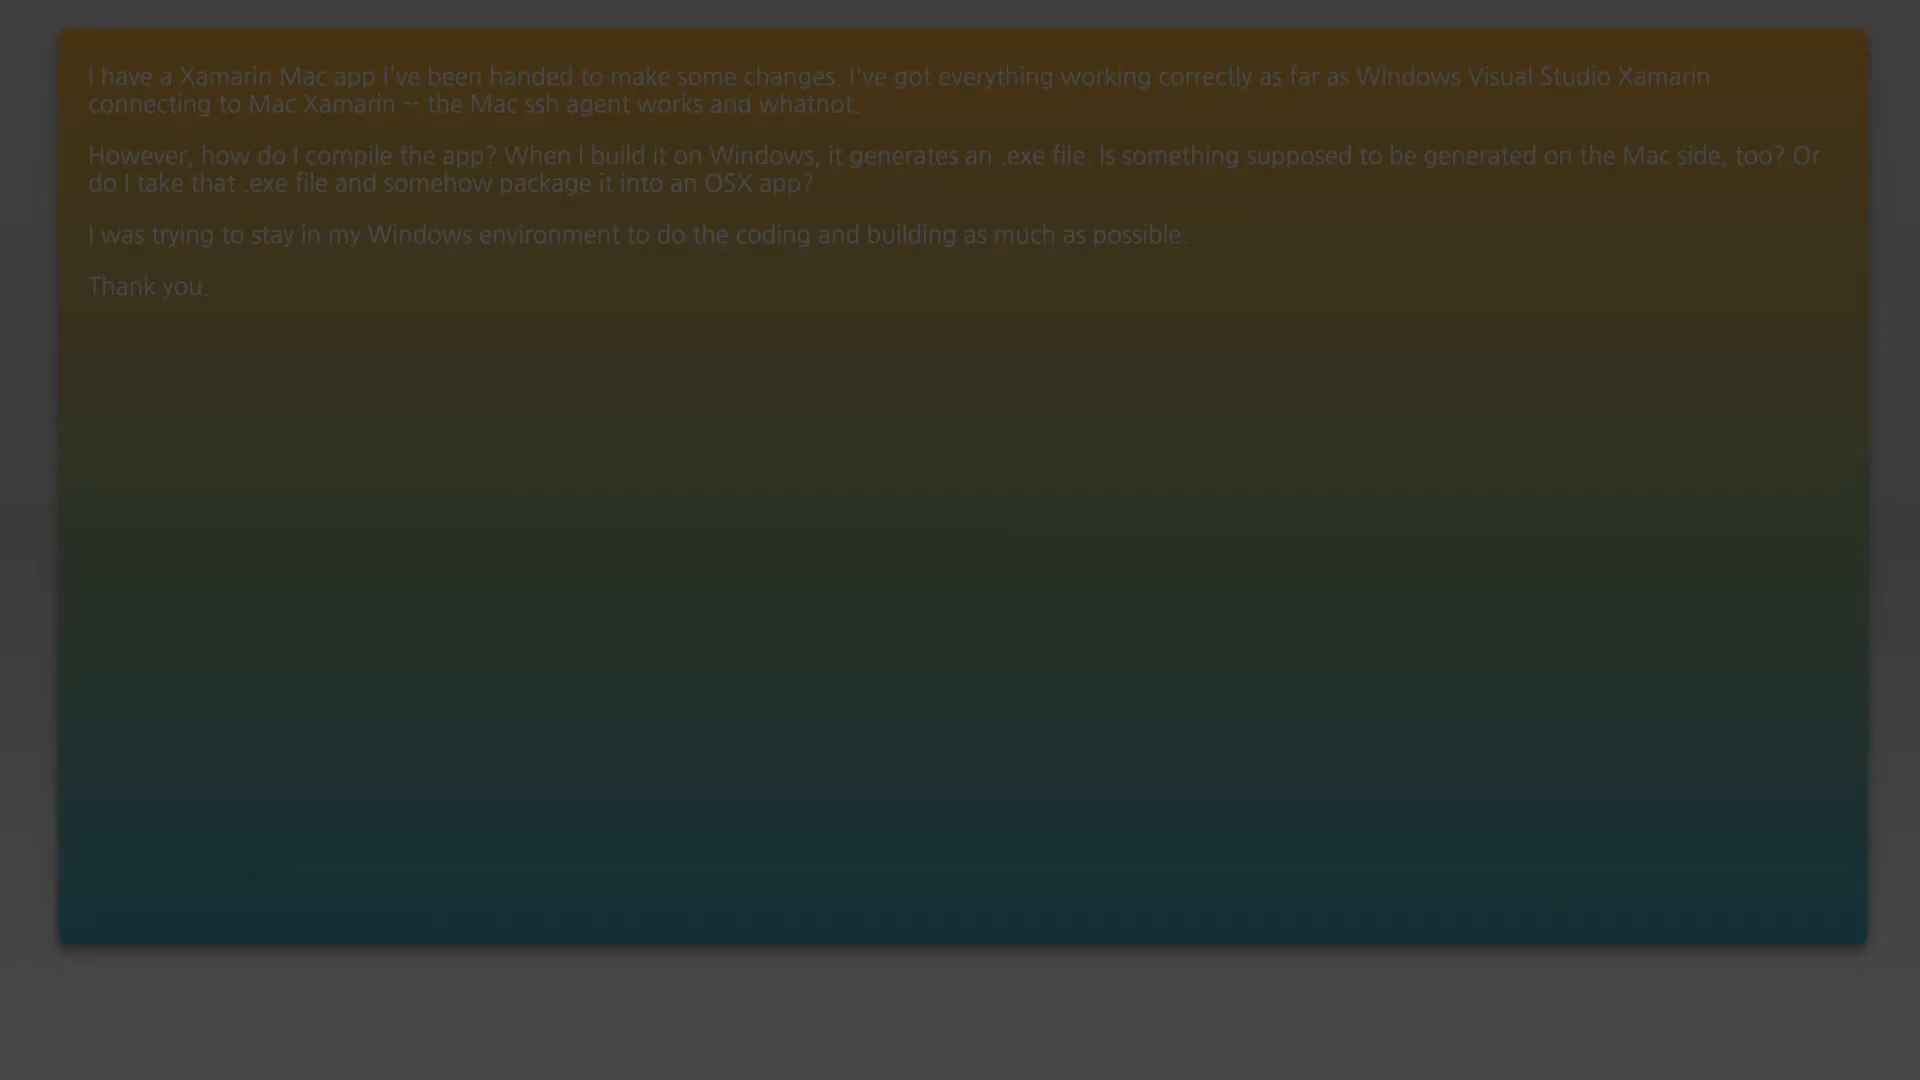 I have a Xamarin Mac app I've been handed to make some changes. I've got everything working correctly as far as Windows Visual Studio Xamarin
connecting to Mac Xamarin -- the Mac ssh agent works and whatnot.
However, how do I compile the app? When I build it on Windows, it generates an .exe file. Is something supposed to be generated on the Mac side, too? Or
do I take that .exe file and somehow package it into an OSX app?
I was trying to stay in my Windows environment to do the coding and building as much as possible.
Thank you.